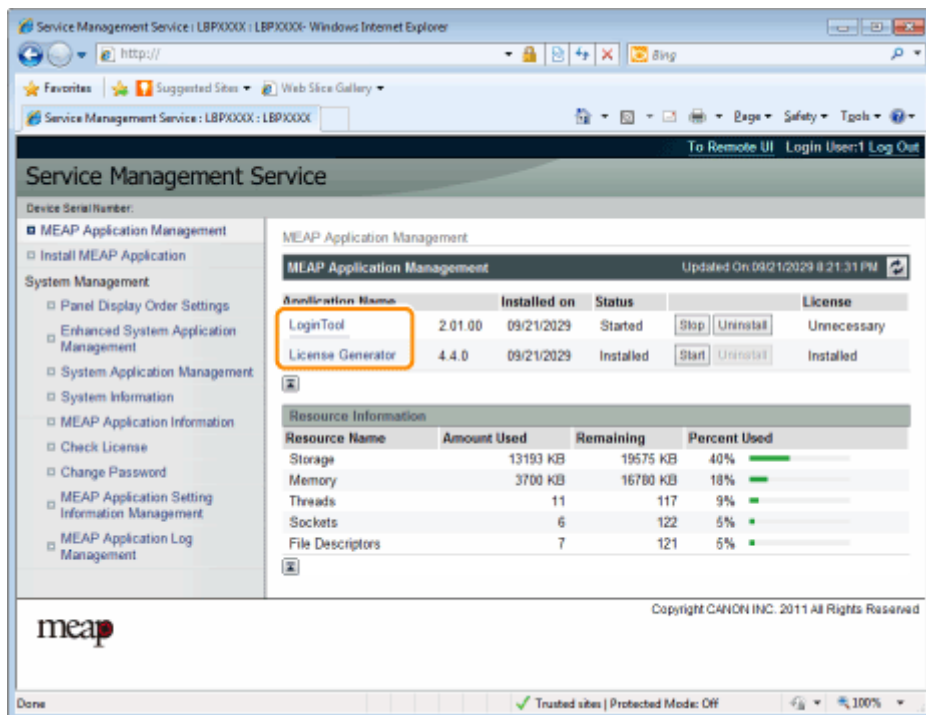 Service Management Service : LBPXXXX : LBPXXXX- Windows Internet Explorer
http://
Bing
Favorites Suggested Sites Web Slice Gallery
Service Management Service : LBPXXXX : LBPXXXX
Page Safety Tools
To Remote UI Login User:1 Log Out
Service Management Service
Device Serial Number:
MEAP Application Management
Install MEAP Application
System Management
Panel Display Order Settings
Enhanced System Application
Management
System Application Management
System Information
MEAP Application Information
Check License
Change Password
MEAP Application Setting
Information Management
MEAP Application Log
Management
MEAP Application Management
MEAP Application Management Updated On:09/21/2029 8:21:31 PM
Application Name Installed on Status License
LoginTool 2.01.00 09/21/2029 Started Stop Uninstall Unnecessary
License Generator 4.4.0 09/21/2029 Installed Start Uninstall Installed
Resource Information
Resource Name Amount Used Remaining Percent Used
Storage 13193 KB 19575 KB 40%
Memory 3700 KB 16780 KB 18%
Threads 11 117 9%
Sockets 6 122 5%
File Descriptors 7 121 6%
Copyright CANON INC. 2011 All Rights Reserved
meap
Done Trusted sites | Protected Mode: Off 100%